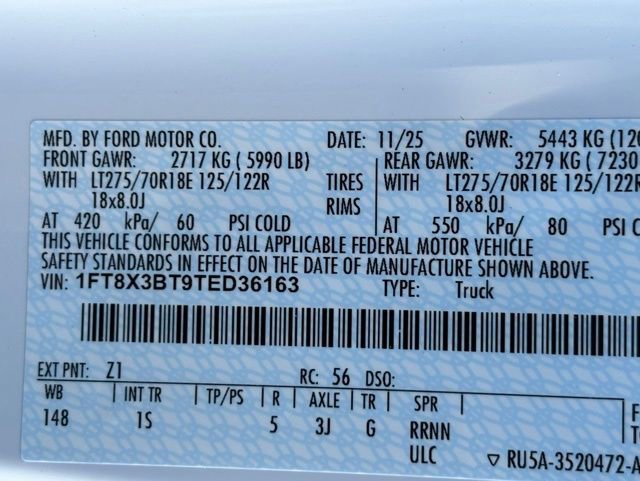 MFD. BY FORD MOTOR CO. DATE: 11/25 GVWR: 5443 KG
FRONT GAWR: 2717 KG ( 5990 LB) REAR GAWR: 3279 KG ( 7230
WITH LT275/70R18E 125/122R TIRES WITH LT275/70R18E 125/122R
18x8.0J RIMS 18x8.0J
AT 420 kPa/ 60 PSI COLD AT 550 kPa/ 80 PSI
THIS VEHICLE CONFORMS TO ALL APPLICABLE FEDERAL MOTOR VEHICLE
SAFETY STANDARDS IN EFFECT ON THE DATE OF MANUFACTURE SHOWN ABOVE.
VIN: 1FT8X3BT9TED36163 TYPE: Truck
EXT PNT: Z1 RC: 56 DSO:
WB INT TR TP/PS R AXLE TR SPR
148 1S 5 3J G RRNN
ULC ▽ RU5A-3520472-A